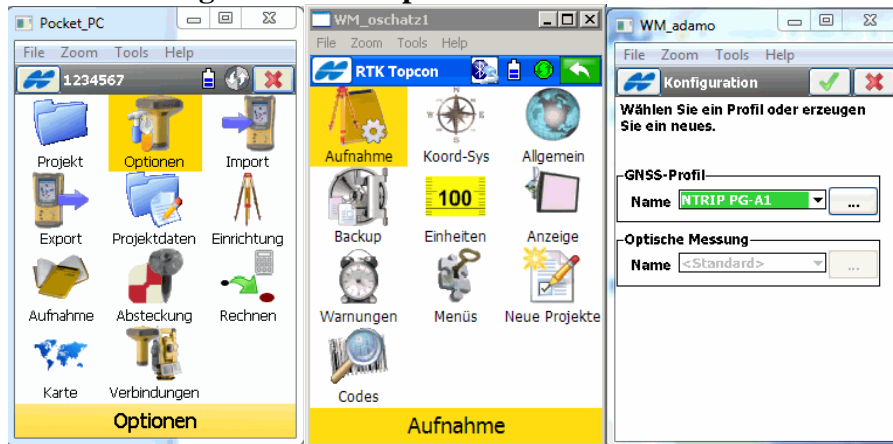 Pocket_PC
File Zoom Tools Help
1234567
Projekt Optionen Import
Export Projektdaten Einrichtung
Aufnahme Absteckung Rechnen
Karte Verbindungen
Optionen
WM_oschatz1
File Zoom Tools Help
RTK Topcon
Aufnahme Koord-Sys Allgemein
100
Backup Einheiten Anzeige
Warnungen Menüs Neue Projekte
Codes
Aufnahme
WM_adamo
File Zoom Tools Help
Konfiguration
Wählen Sie ein Profil oder erzeugen
Sie ein neues.
GNSS-Profil
Name NTRIP PG-A1 ...
Optische Messung
Name <Standard> ...